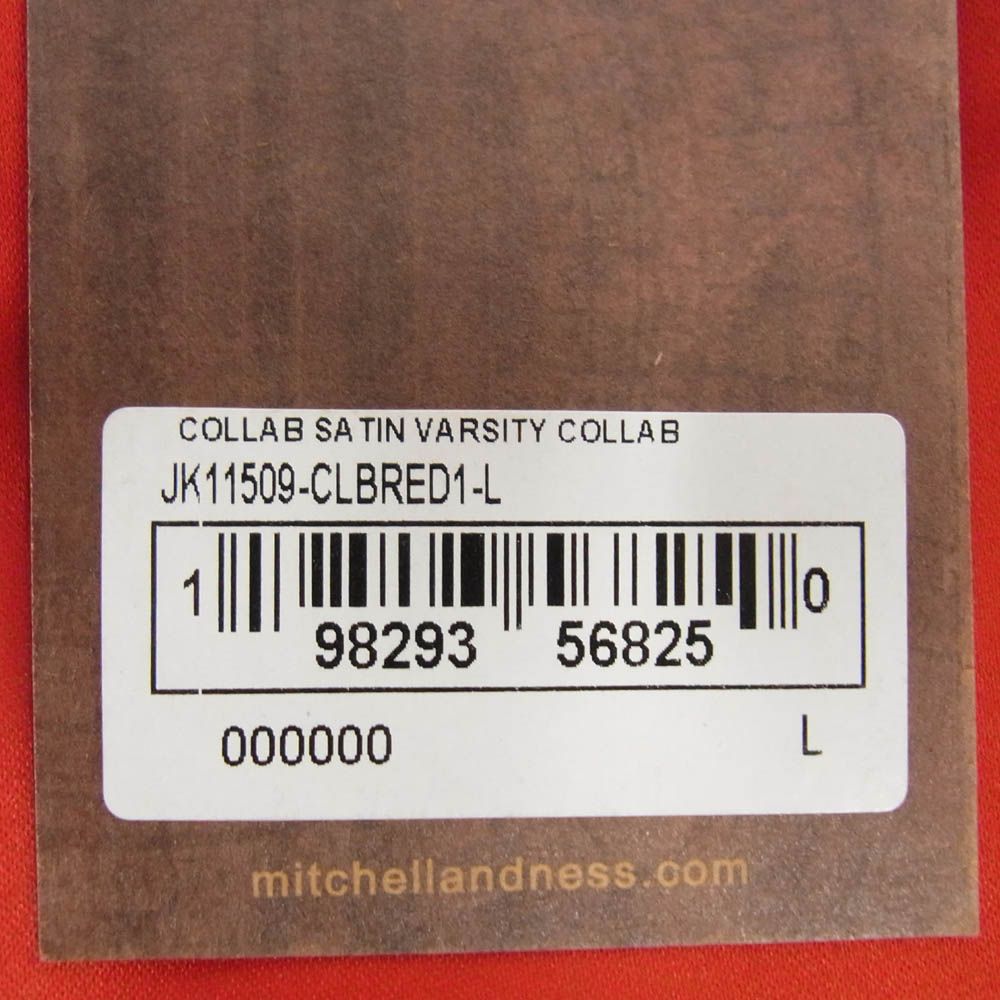 COLLAB SATIN VARSITY COLLAB
JK11509-CLBRED1-L
1 98293 56825 0
000000 L
mitchellandness.com